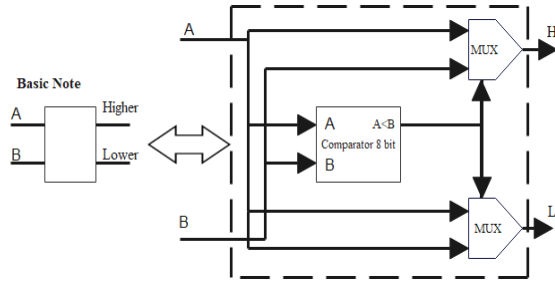 Basic Note
A
B
Higher
Lower
A
B
A
A<B
Comparator 8 bit
B
MUX
H
MUX
L